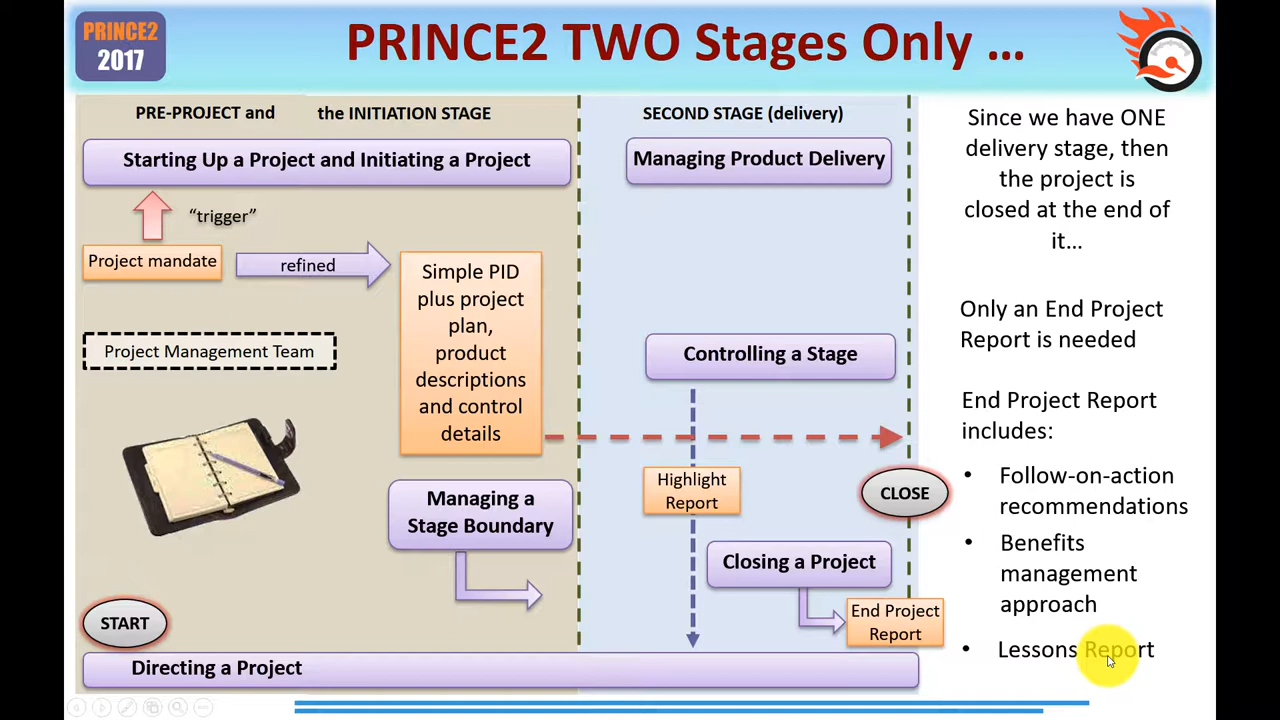 PRINCE2
2017
PRINCE2 TWO Stages Only ...
PRE-PROJECT and the INITIATION STAGE
Starting Up a Project and Initiating a Project
“trigger”
Project mandate
refined
Simple PID
plus project
plan,
product
descriptions
and control
details
Project Management Team
Managing a
Stage Boundary
START
Directing a Project
SECOND STAGE (delivery)
Managing Product Delivery
Controlling a Stage
Highlight
Report
CLOSE
Closing a Project
End Project
Report
Since we have ONE
delivery stage, then
the project is
closed at the end of
it...
Only an End Project
Report is needed
End Project Report
includes:
• Follow-on-action
recommendations
• Benefits
management
approach
• Lessons Report